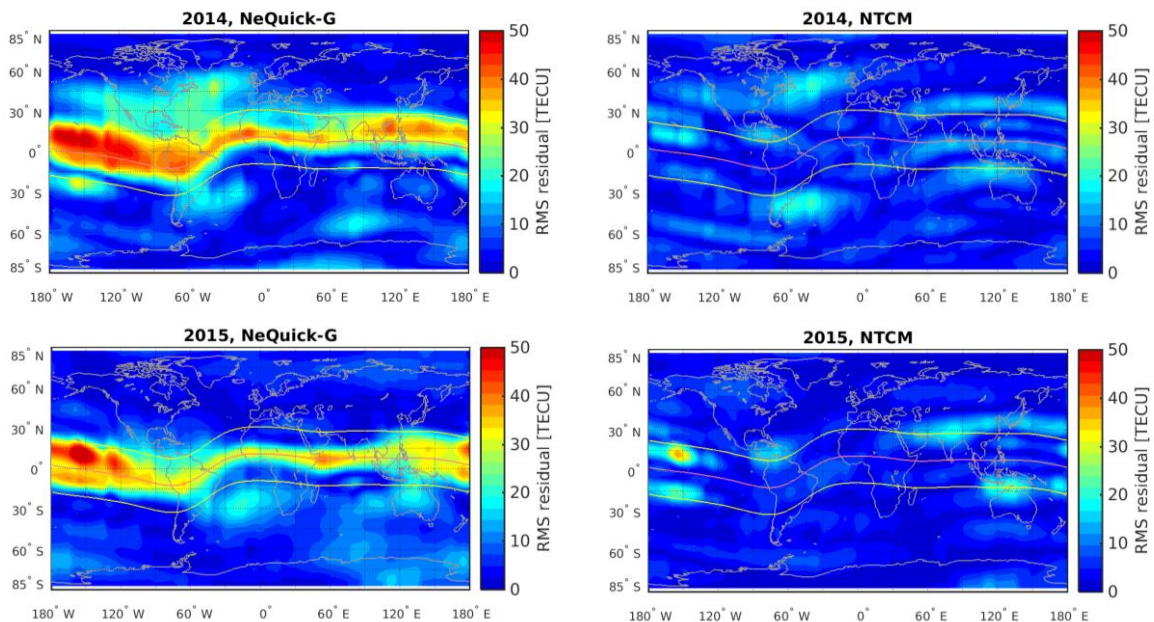 2014, NeQuick-G
85° N
60° N
30° N
0°
30° S
60° S
85° S
180° W
120° W
60° W
0°
60° E
120° E
180° E
50
40
30
20
10
0
RMS residual [TECU]
2014, NTCM
85° N
60° N
30° N
0°
30° S
60° S
85° S
180° W
120° W
60° W
0°
60° E
120° E
180° E
50
40
30
20
10
0
RMS residual [TECU]
2015, NeQuick-G
85° N
60° N
30° N
0°
30° S
60° S
85° S
180° W
120° W
60° W
0°
60° E
120° E
180° E
50
40
30
20
10
0
RMS residual [TECU]
2015, NTCM
85° N
60° N
30° N
0°
30° S
60° S
85° S
180° W
120° W
60° W
0°
60° E
120° E
180° E
50
40
30
20
10
0
RMS residual [TECU]